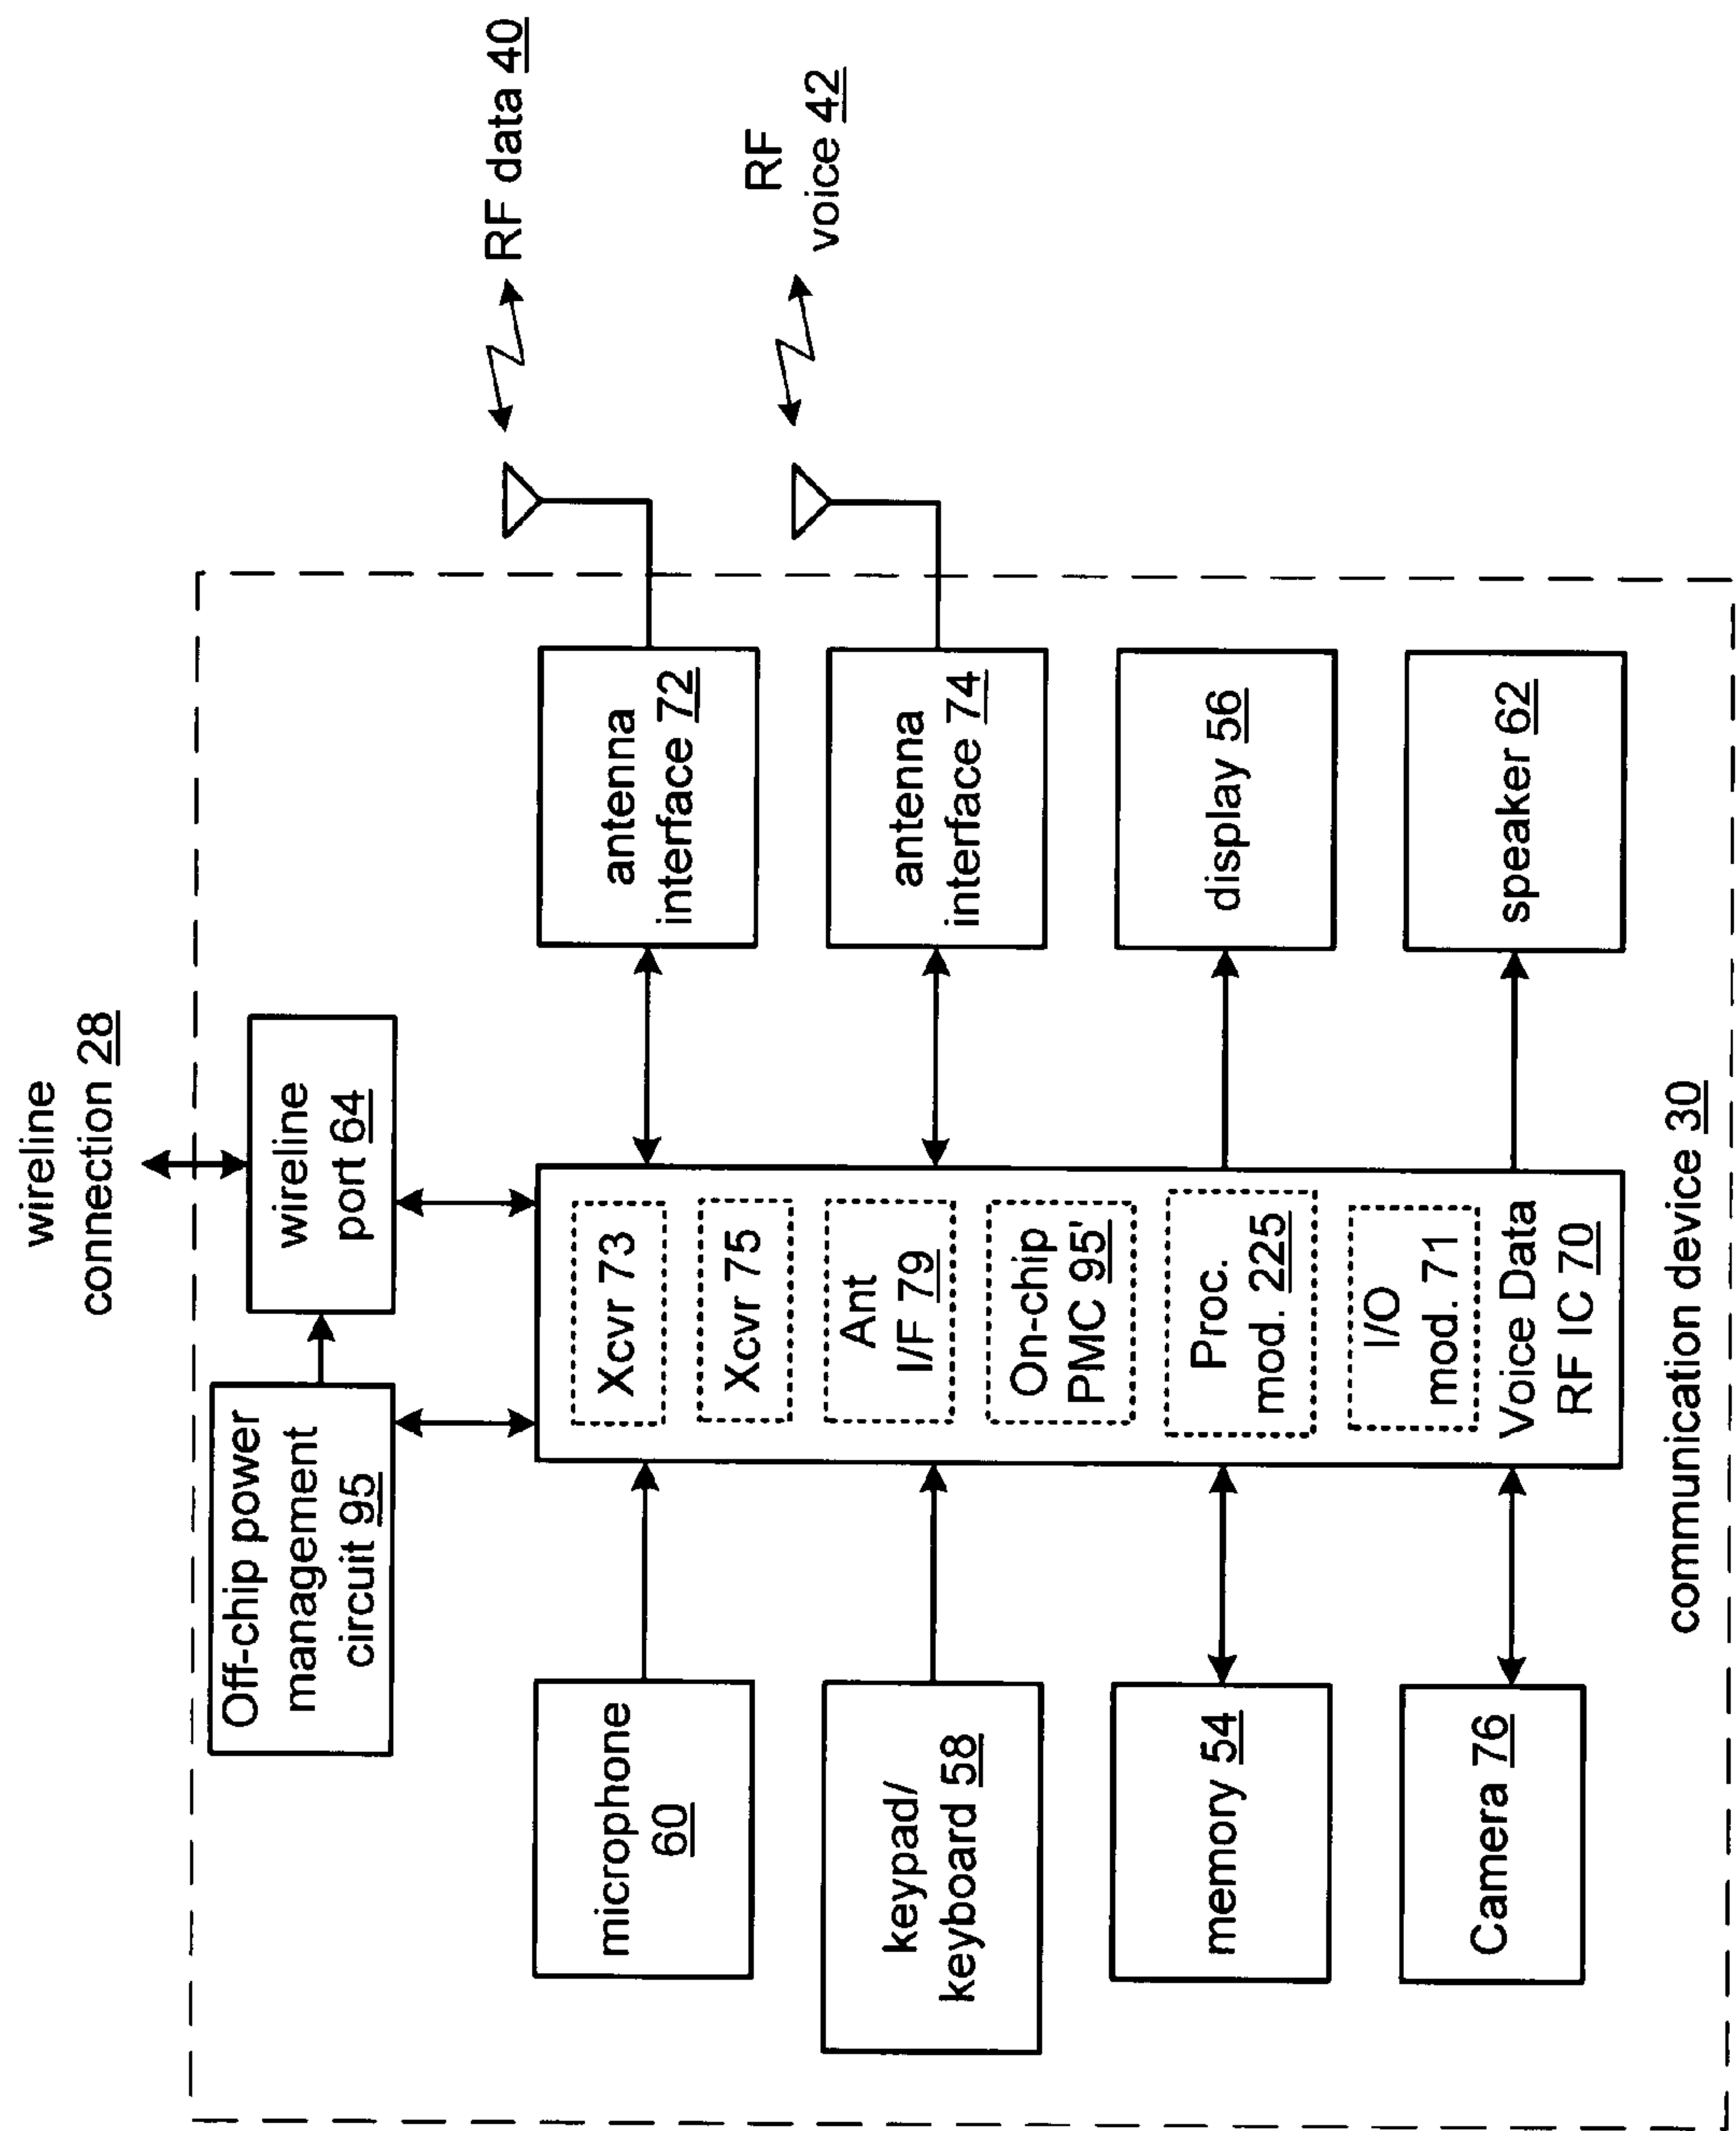 wireline
connection 28
Off-chip power
management
circuit 95
wireline
port 64
RF data 40
RF
voice 42
microphone
60
keypad/
keyboard 58
memory 54
Camera 76
Xcvr 73
Xcvr 75
Ant
I/F 79
On-chip
PMC 95'
Proc.
mod. 225
I/O
mod. 71
Voice Data
RF IC 70
antenna
interface 72
antenna
interface 74
display 56
speaker 62
communication device 30